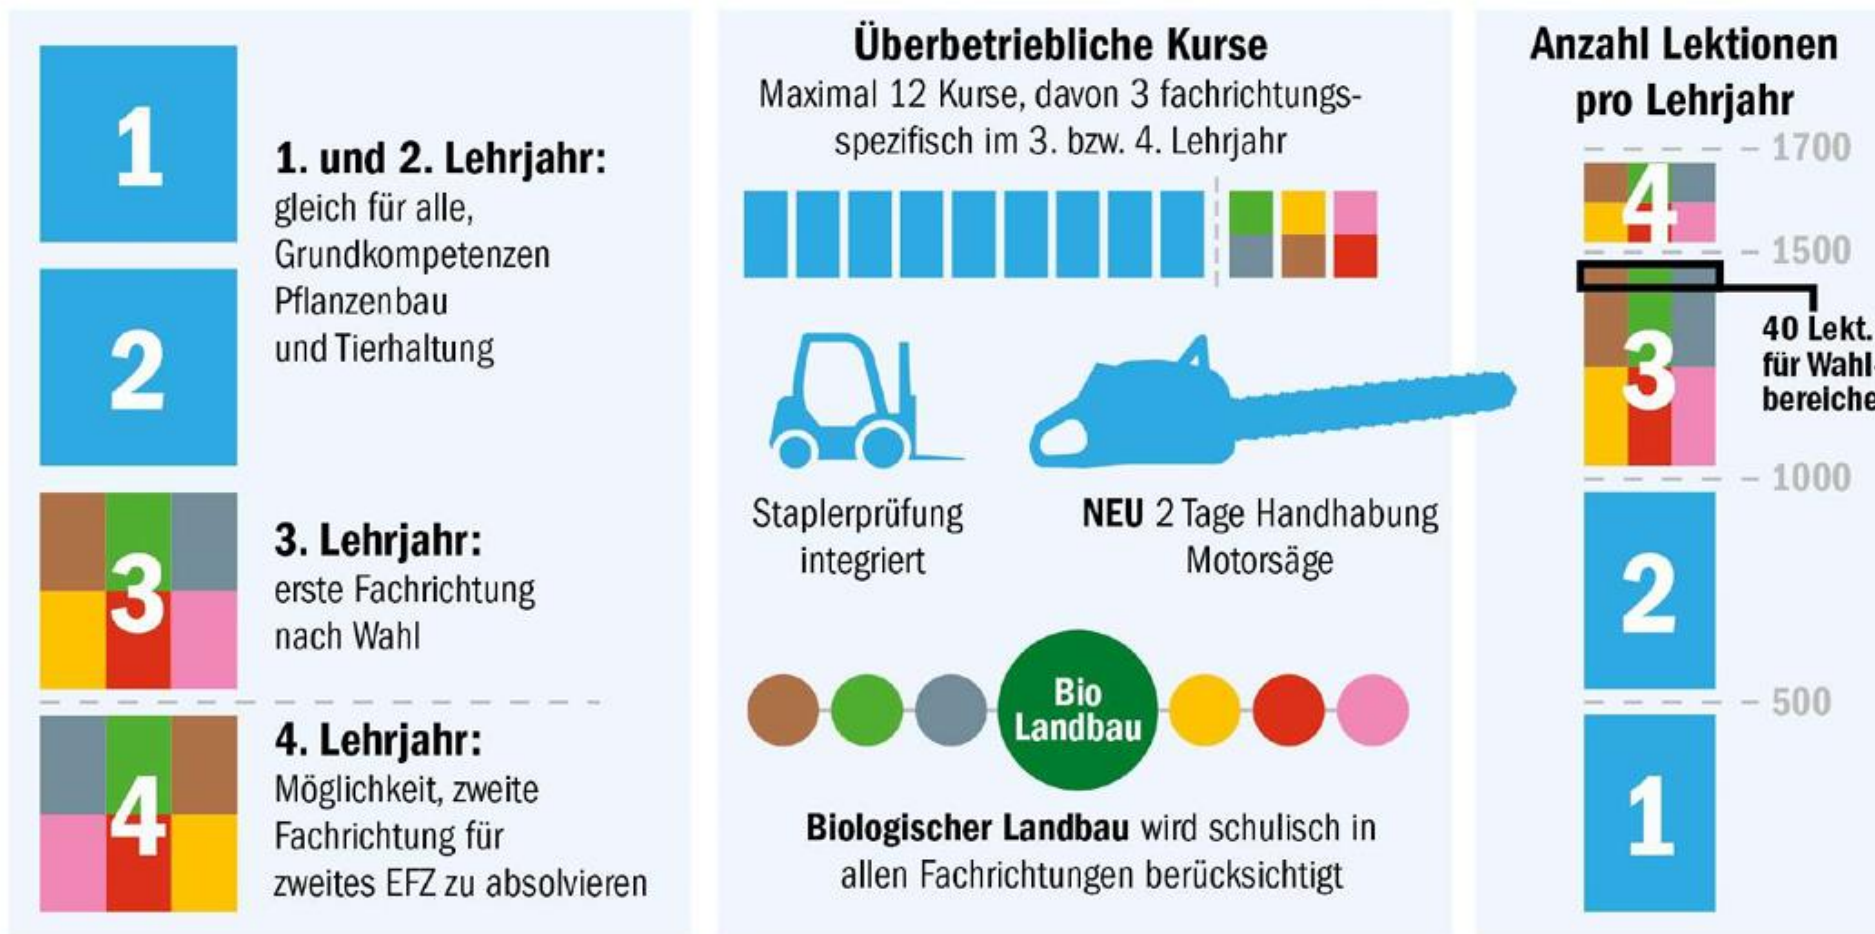 1
1. und 2. Lehrjahr:
gleich für alle,
Grundkompetenzen
Pflanzenbau
und Tierhaltung
2
3
3. Lehrjahr:
erste Fachrichtung
nach Wahl
4
4. Lehrjahr:
Möglichkeit, zweite
Fachrichtung für
zweites EFZ zu absolvieren
Überbetriebliche Kurse
Maximal 12 Kurse, davon 3 fachrichtungs-
spezifisch im 3. bzw. 4. Lehrjahr
Staplerprüfung
integriert
NEU 2 Tage Handhabung
Motorsäge
Bio
Landbau
Biologischer Landbau wird schulisch in
allen Fachrichtungen berücksichtigt
Anzahl Lektionen
pro Lehrjahr
1700
4
1500
40 Lekt.
für Wahl-
bereiche
3
1000
2
500
1